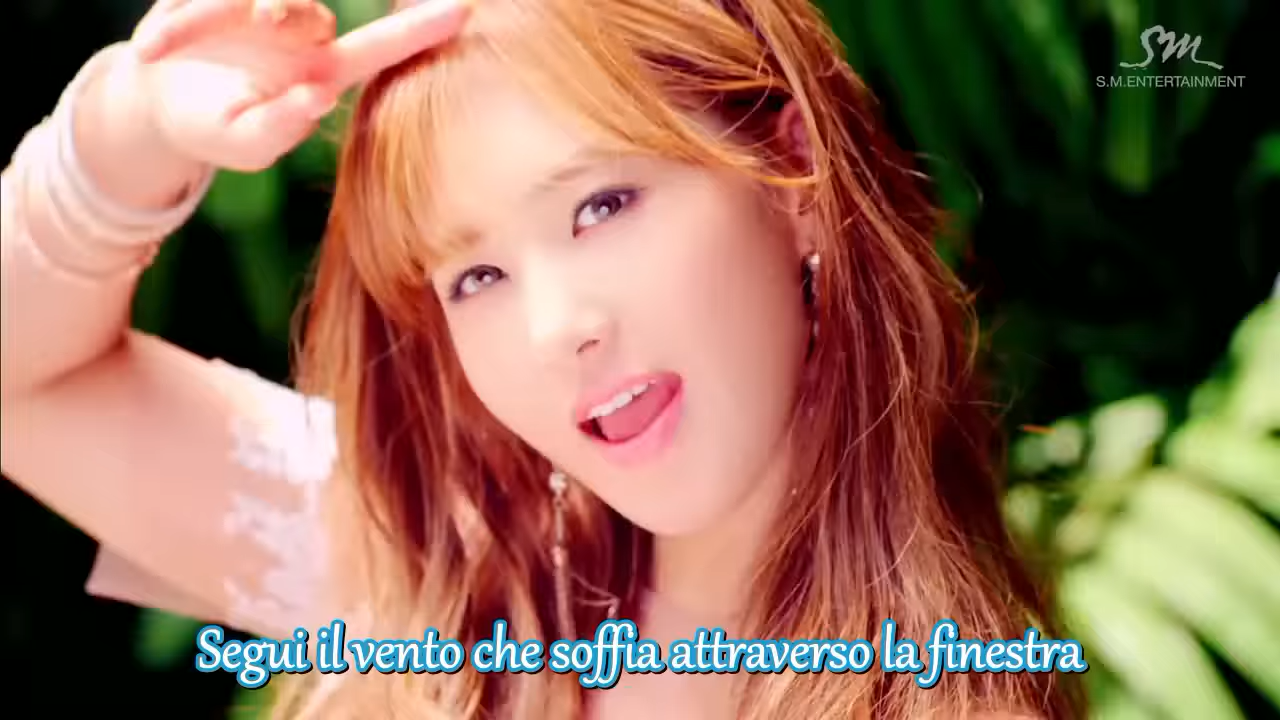 SM
S.M.ENTERTAINMENT
Segui il vento che soffia attraverso la finestra